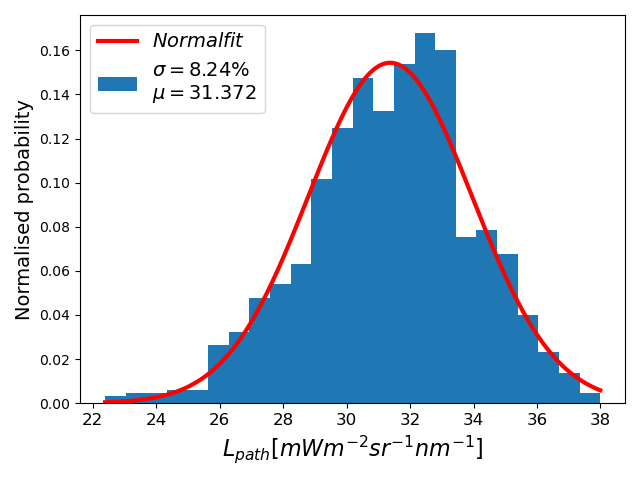 Normalfit
σ = 8.24%
μ = 31.372
Normalised probability
0.16
0.14
0.12
0.10
0.08
0.06
0.04
0.02
0.00
22 24 26 28 30 32 34 36 38
L_path[mWm⁻²sr⁻¹nm⁻¹]